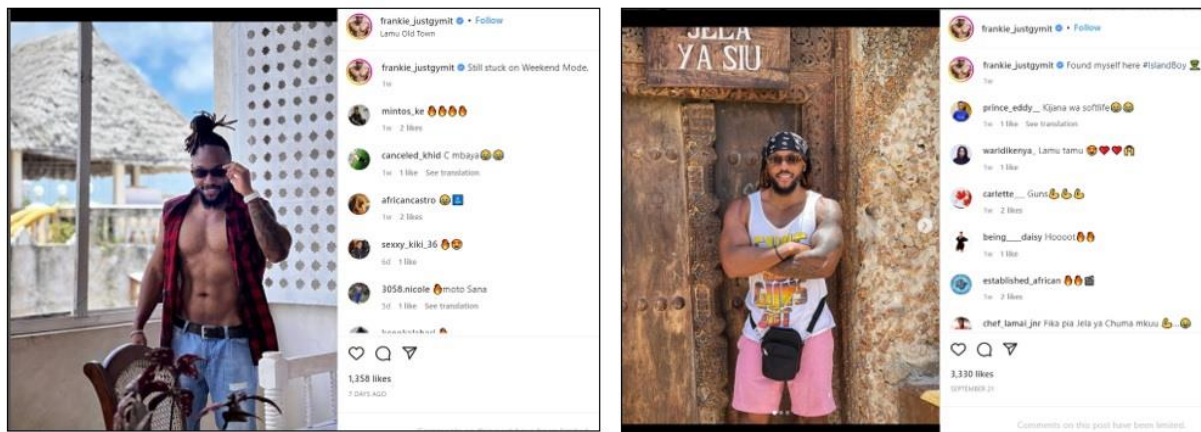 frankie_justgymit • Follow
Lamu Old Town
frankie_justgymit Still stuck on Weekend Mode.
1w
mintos_ke 🔥🔥🔥🔥
1w 2 likes
canceled_khid C mbaya😂😂
1w 1 like See translation
africancastro
1w 2 likes
sexxy_kiki_36 🔥😍
6d 1 like
3058.nicole 🔥moto Sana
5d 1 like See translation
1,358 likes
7 DAYS AGO
JELA
YA SIU
frankie_justgymit • Follow
frankie_justgymit Found myself here #IslandBoy
1w
prince_eddy__ Kijana wa softlife😂😂
1w 1 like See translation
waridikenya_ Lamu tamu 😍❤️❤️
1w 1 like
carlette__ Guns💪💪💪
1w 2 likes
being___daisy Hoooot🔥🔥
1w 1 like
established_african 🔥🔥🎬
1w 2 likes
chef_lamai_jnr Fika pia Jela ya Chuma mkuu 💪...😂
3,330 likes
SEPTEMBER 21
Comments on this post have been limited.